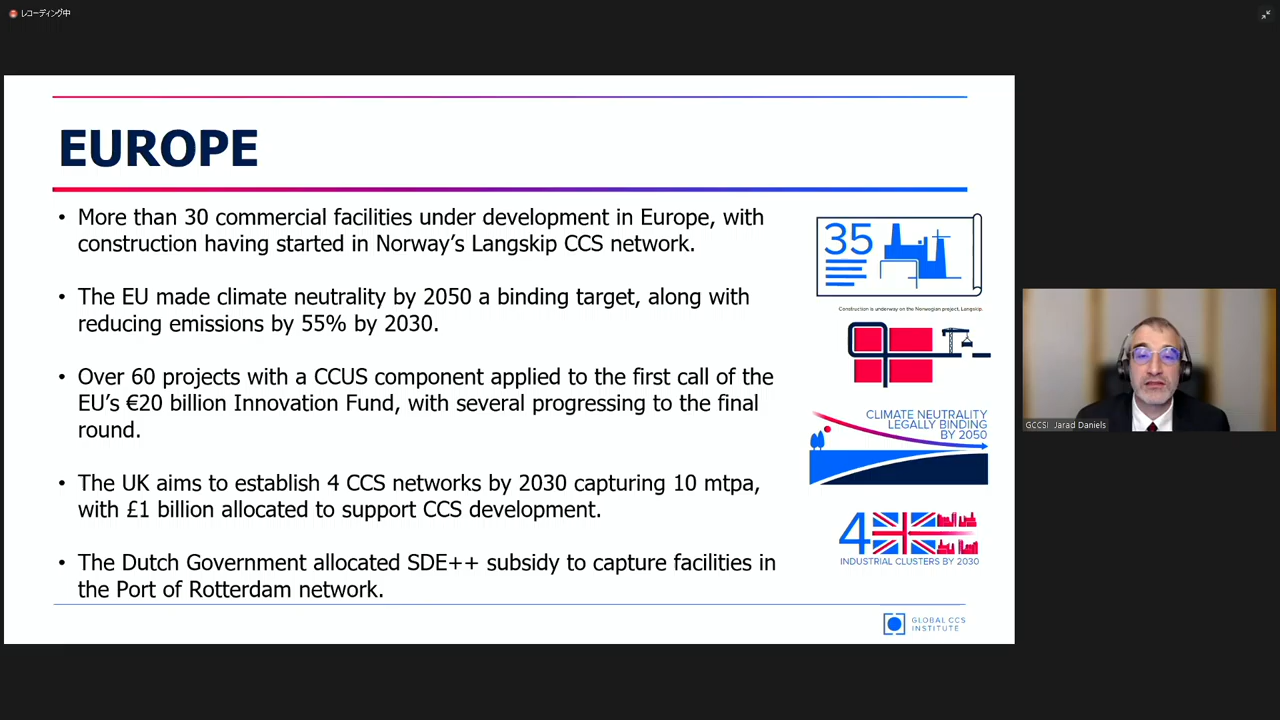 レコーディング中
EUROPE
• More than 30 commercial facilities under development in Europe, with
construction having started in Norway’s Langskip CCS network.
• The EU made climate neutrality by 2050 a binding target, along with
reducing emissions by 55% by 2030.
• Over 60 projects with a CCUS component applied to the first call of the
EU’s €20 billion Innovation Fund, with several progressing to the final
round.
• The UK aims to establish 4 CCS networks by 2030 capturing 10 mtpa,
with £1 billion allocated to support CCS development.
• The Dutch Government allocated SDE++ subsidy to capture facilities in
the Port of Rotterdam network.
35
Construction is underway on the Norwegian project, Langskip.
CLIMATE NEUTRALITY
LEGALLY BINDING
BY 2050
4
INDUSTRIAL CLUSTERS BY 2030
GLOBAL CCS
INSTITUTE
GCCSI Jarad Daniels